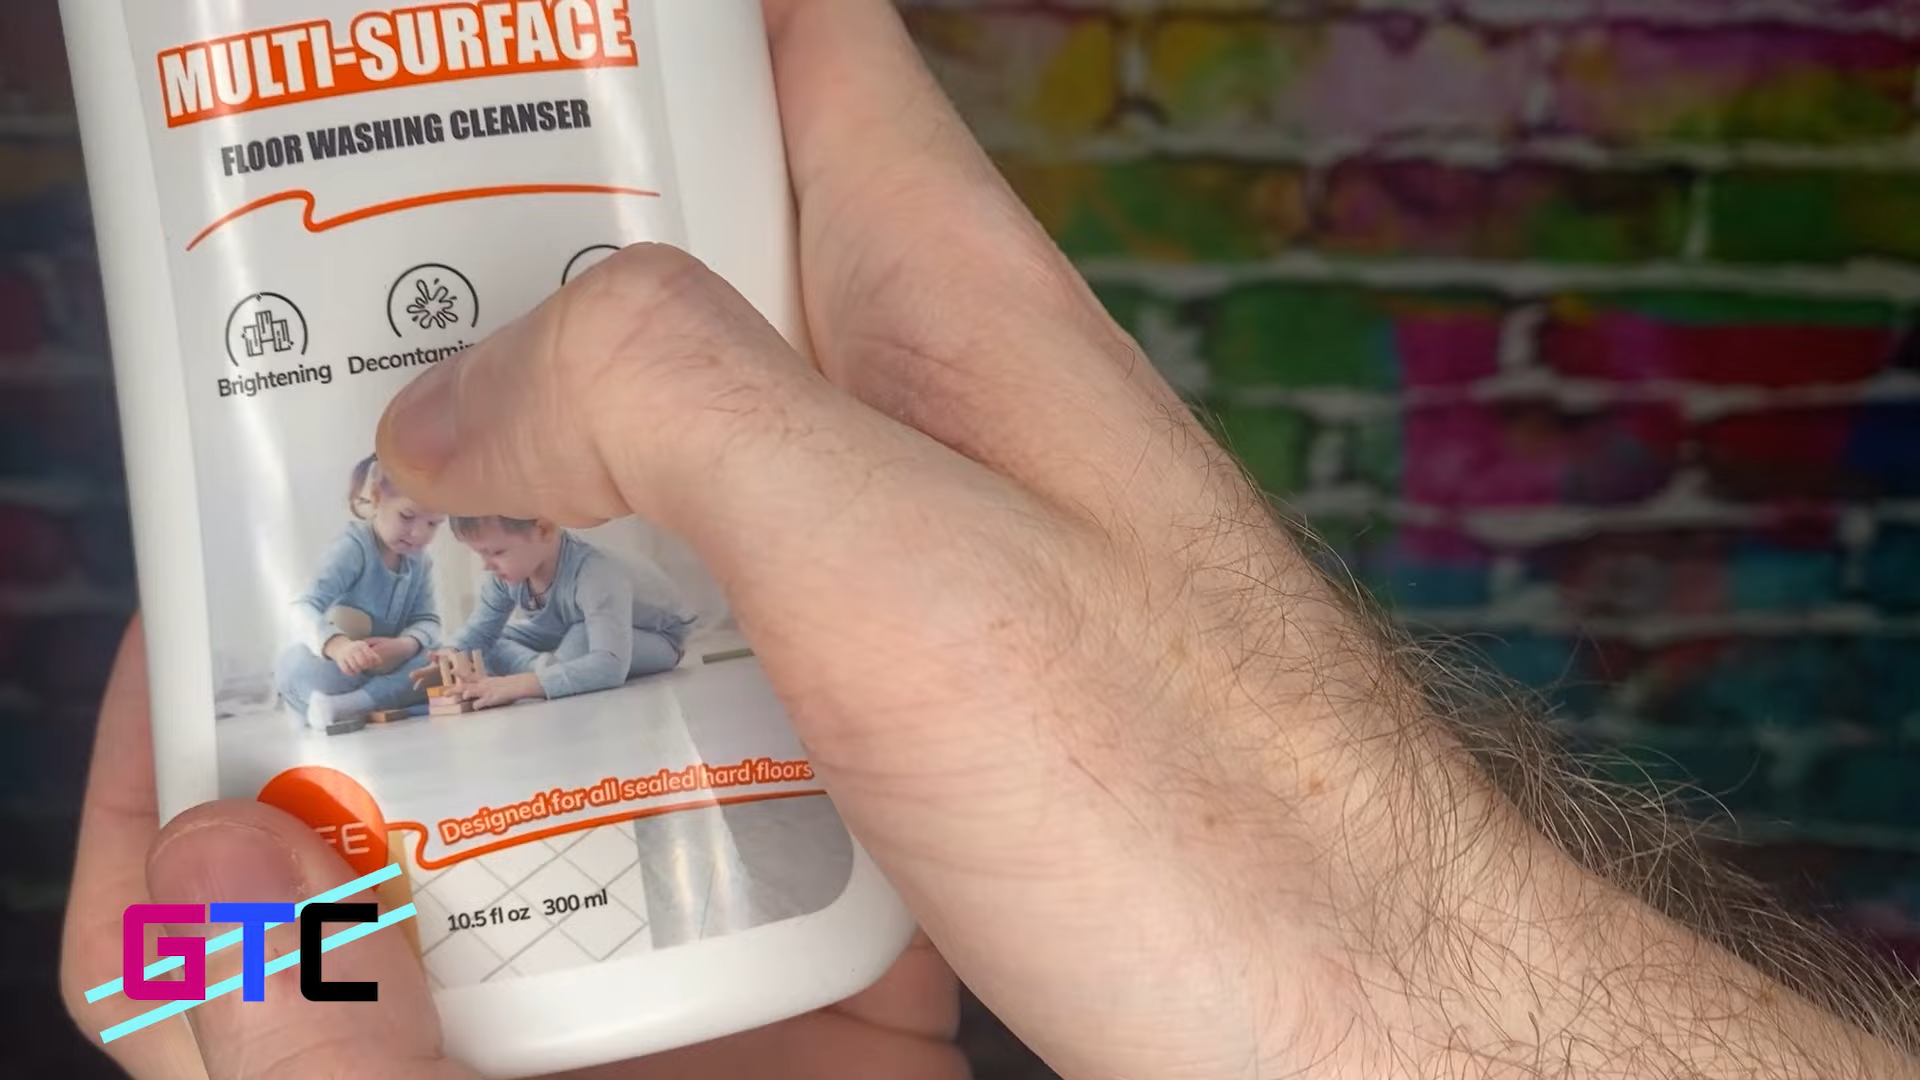 MULTI-SURFACE
FLOOR WASHING CLEANSER
Brightening
Designed for all sealed hard floors
10.5 fl oz 300 ml
GTC